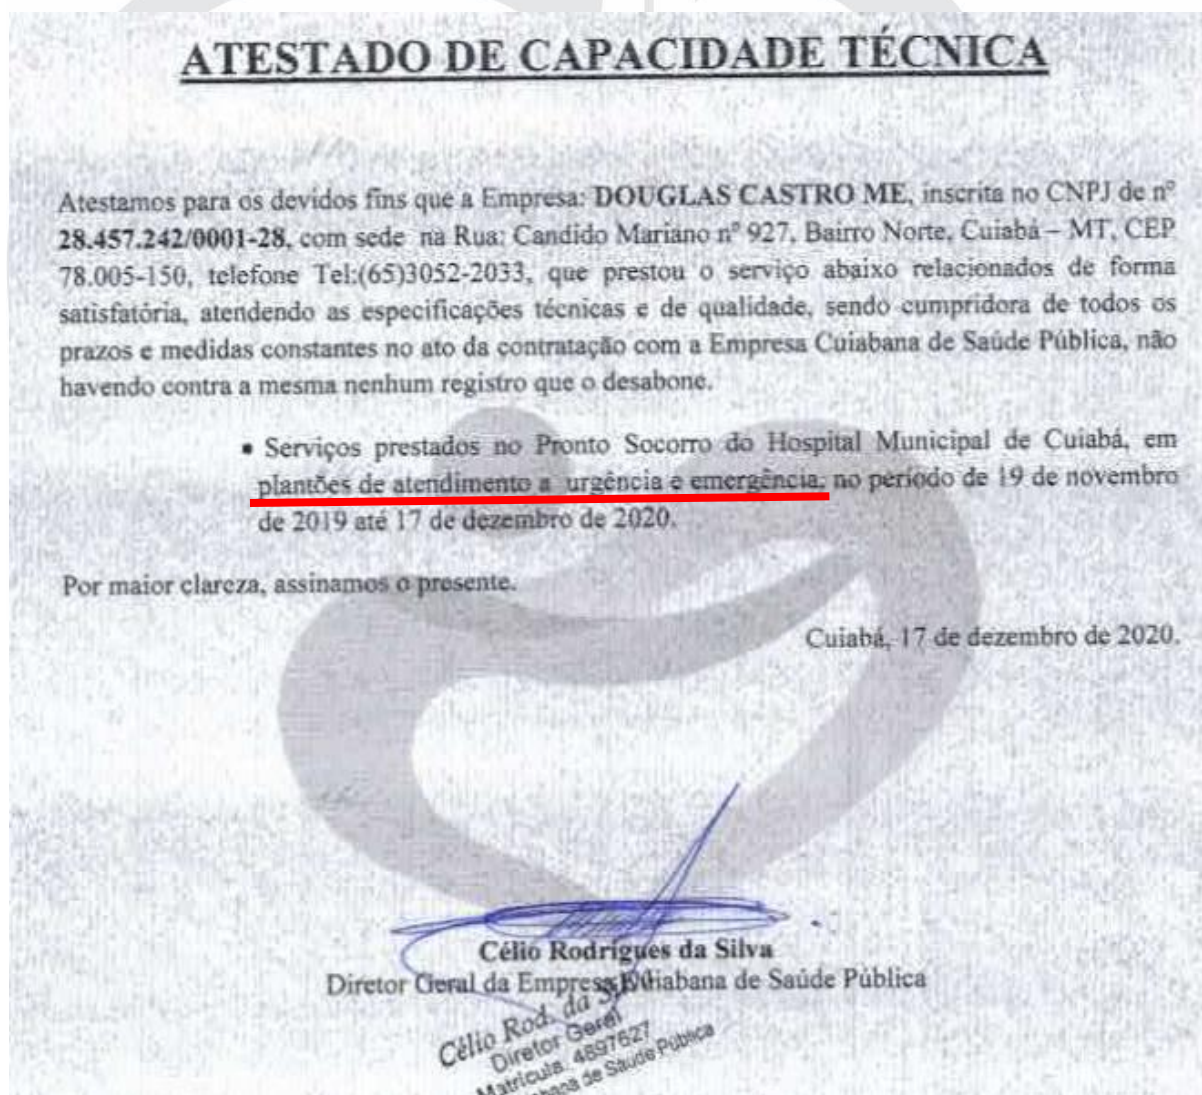 ATESTADO DE CAPACIDADE TÉCNICA
Atestamos para os devidos fins que a Empresa: DOUGLAS CASTRO ME, inscrita no CNPJ de nº
28.457.242/0001-28, com sede na Rua: Candido Mariano nº 927, Bairro Norte, Cuiabá – MT, CEP
78.005-150, telefone Tel:(65)3052-2033, que prestou o serviço abaixo relacionados de forma
satisfatória, atendendo as especificações técnicas e de qualidade, sendo cumpridora de todos os
prazos e medidas constantes no ato da contratação com a Empresa Cuiabana de Saúde Pública, não
havendo contra a mesma nenhum registro que o desabone.
• Serviços prestados no Pronto Socorro do Hospital Municipal de Cuiabá, em
plantões de atendimento a urgência e emergência, no período de 19 de novembro
de 2019 até 17 de dezembro de 2020.
Por maior clareza, assinamos o presente.
Cuiabá, 17 de dezembro de 2020.
Célio Rodrigues da Silva
Diretor Geral da Empresa Cuiabana de Saúde Pública
Célio Rod. da
Diretor Geral
Matricula. 4897627
de Saúde Pública